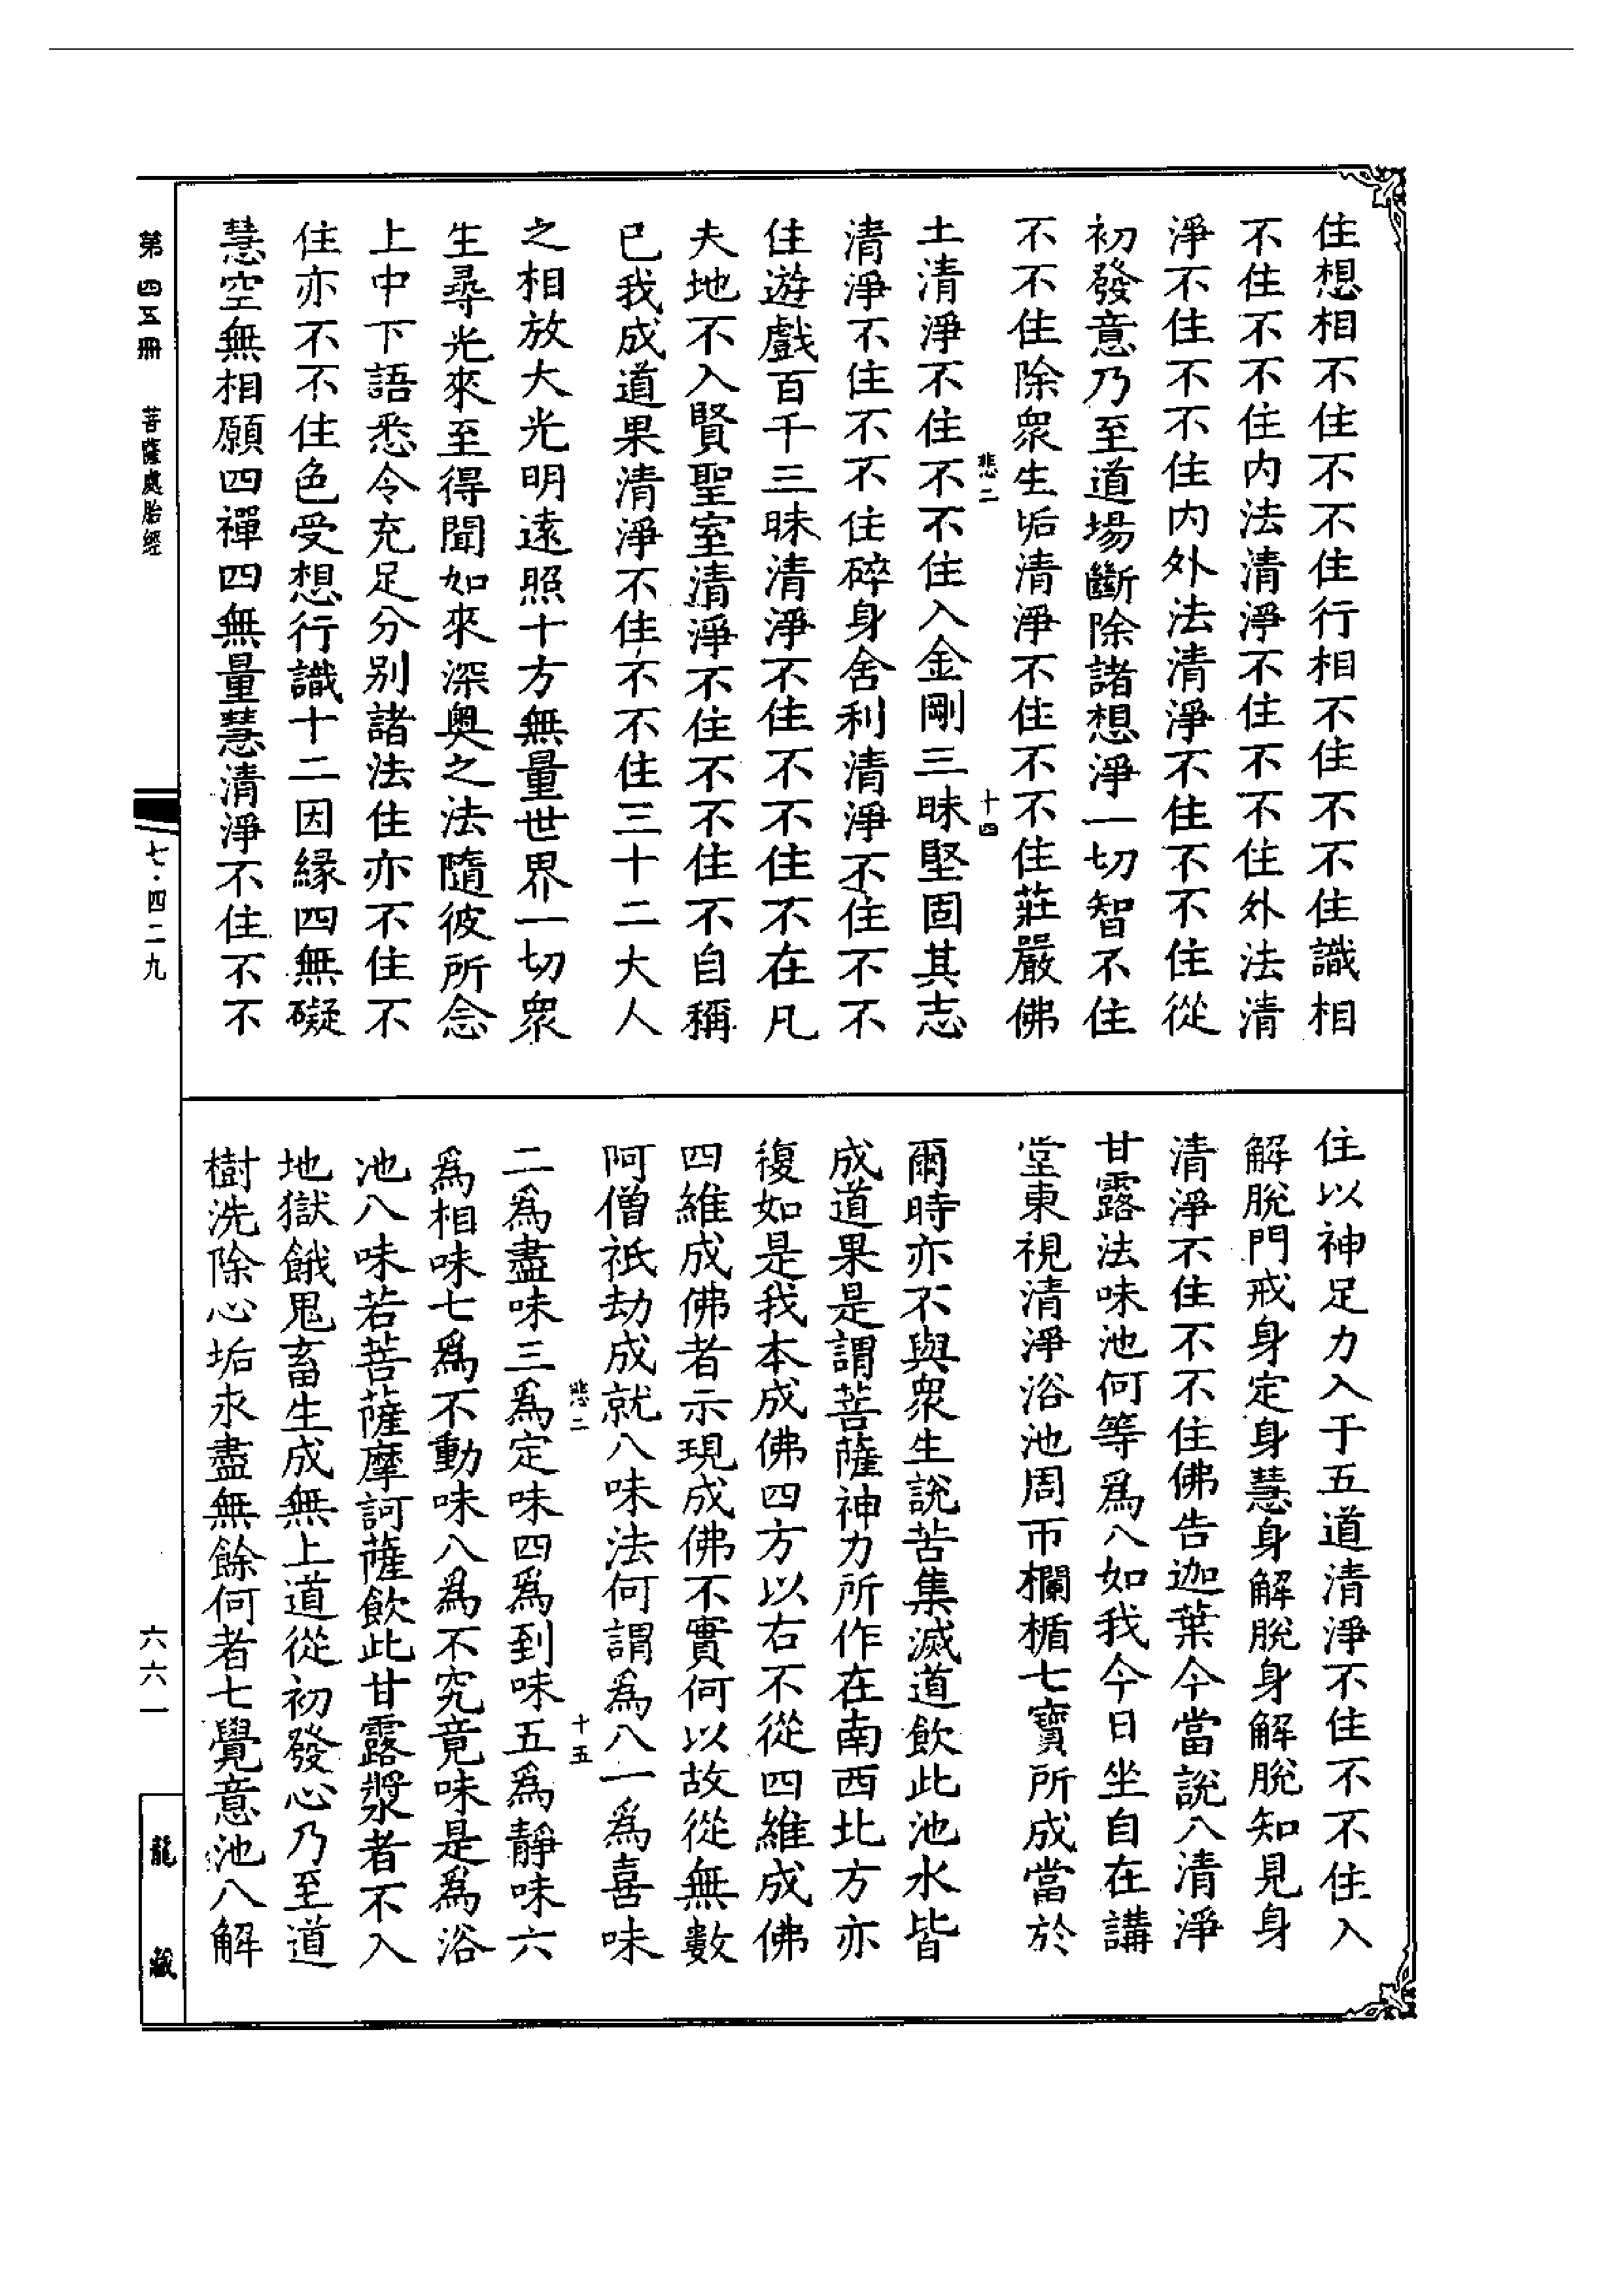 住想相不住不不住行相不住不不住識相
不住不不住内法清淨不住不不住外法清
淨不住不不住内外法清淨不住不不住從
初發意乃至道場斷除諸想淨一切智不住
不不住除衆生垢清淨不住不不住莊嚴佛
悲二 十四
土清淨不住不不住入金剛三昧堅固其志
清淨不住不不住碎身舍利清淨不住不不
住遊戲百千三昧清淨不住不不住不在凡
夫地不入賢聖室清淨不住不不住不自稱
已我成道果清淨不住不不住三十二大人
之相放大光明遠照十方無量世界一切衆
生尋光來至得聞如來深奥之法隨彼所念
上中下語悉令充足分别諸法住亦不住不
住亦不不住色受想行識十二因緣四無礙
慧空無相願四禪四無量慧清淨不住不不
住以神足力入于五道清淨不住不不住入
解脫門戒身定身慧身解脫身解脫知見身
清淨不住不不住佛告迦葉今當説八清淨
甘露法味池何等爲八如我今日坐自在講
堂東視清淨浴池周帀欄楯七寶所成當於
爾時亦不與衆生説苦集滅道飲此池水皆
成道果是謂菩薩神力所作在南西北方亦
復如是我本成佛四方以右不從四維成佛
四維成佛者示現成佛不實何以故從無數
阿僧祇劫成就八味法何謂爲八一爲喜味
悲二 十五
二爲盡味三爲定味四爲到味五爲靜味六
爲相味七爲不動味八爲不究竟味是爲浴
池八味若菩薩摩訶薩飲此甘露漿者不入
地獄餓鬼畜生成無上道從初發心乃至道
樹洗除心垢永盡無餘何者七覺意池八解
第四五冊 菩薩處胎經
七·四二九
六六一
龍藏